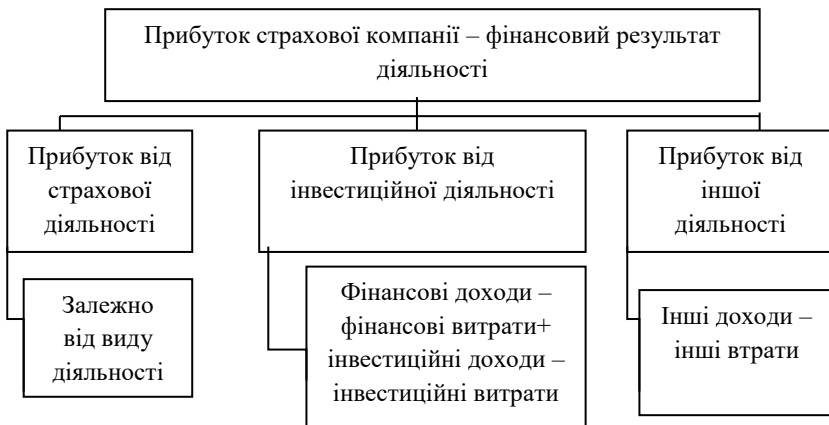 Прибуток страхової компанії – фінансовий результат
діяльності
Прибуток від
страхової
діяльності
Прибуток від
інвестиційної діяльності
Прибуток від
іншої
діяльності
Залежно
від виду
діяльності
Фінансові доходи –
фінансові витрати+
інвестиційні доходи –
інвестиційні витрати
Інші доходи –
інші втрати